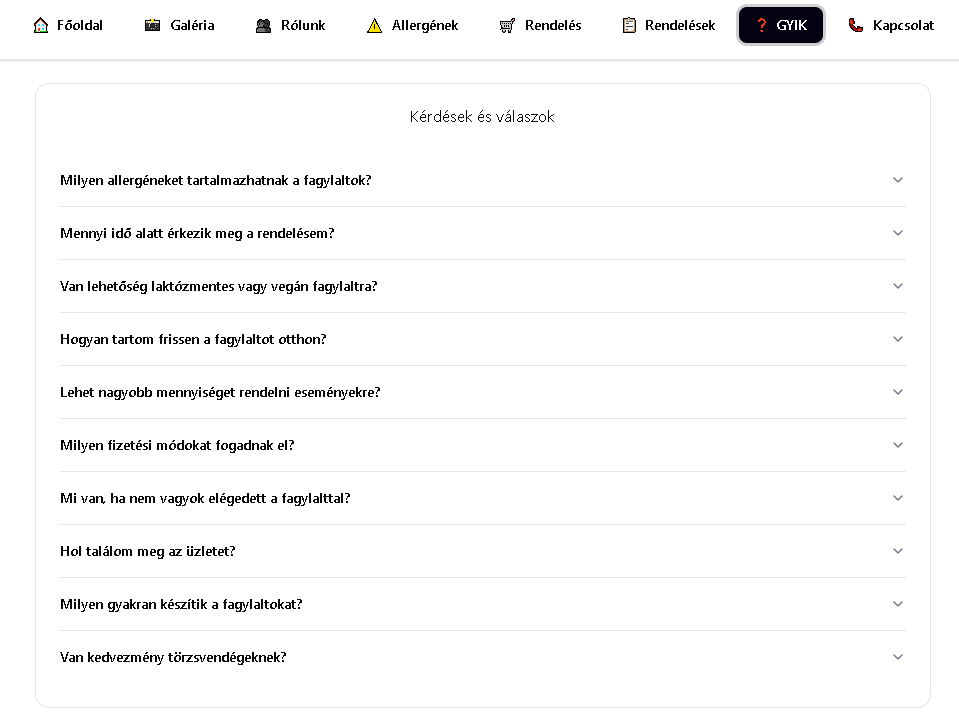 Főoldal Galéria Rólunk Allergének Rendelés Rendelések GYIK Kapcsolat
Kérdések és válaszok
Milyen allergéneket tartalmazhatnak a fagylaltok?
Mennyi idő alatt érkezik meg a rendelésem?
Van lehetőség laktózmentes vagy vegán fagylaltra?
Hogyan tartom frissen a fagylaltot otthon?
Lehet nagyobb mennyiséget rendelni eseményekre?
Milyen fizetési módokat fogadnak el?
Mi van, ha nem vagyok elégedett a fagylalttal?
Hol találom meg az üzletet?
Milyen gyakran készítik a fagylaltokat?
Van kedvezmény törzsvendégeknek?